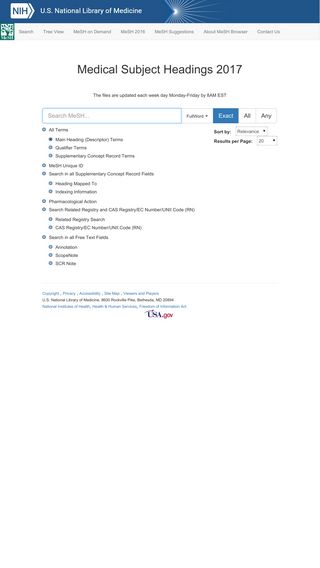 NIH U.S. National Library of Medicine
MeSH Search Tree View MeSH on Demand MeSH 2016 MeSH Suggestions About MeSH Browser Contact Us
Medical Subject Headings 2017
The files are updated each week day Monday-Friday by 8AM EST
Search MeSH... FullWord Exact All Any
All Terms
Sort by: Relevance
Main Heading (Descriptor) Terms
Results per Page: 20
Qualifier Terms
Supplementary Concept Record Terms
MeSH Unique ID
Search in all Supplementary Concept Record Fields
Heading Mapped To
Indexing Information
Pharmacological Action
Search Related Registry and CAS Registry/EC Number/UNII Code (RN)
Related Registry Search
CAS Registry/EC Number/UNII Code (RN)
Search in all Free Text Fields
Annotation
ScopeNote
SCR Note
Copyright , Privacy , Accessibility , Site Map , Viewers and Players
U.S. National Library of Medicine, 8600 Rockville Pike, Bethesda, MD 20894
National Institutes of Health, Health & Human Services, Freedom of Information Act
USA.gov